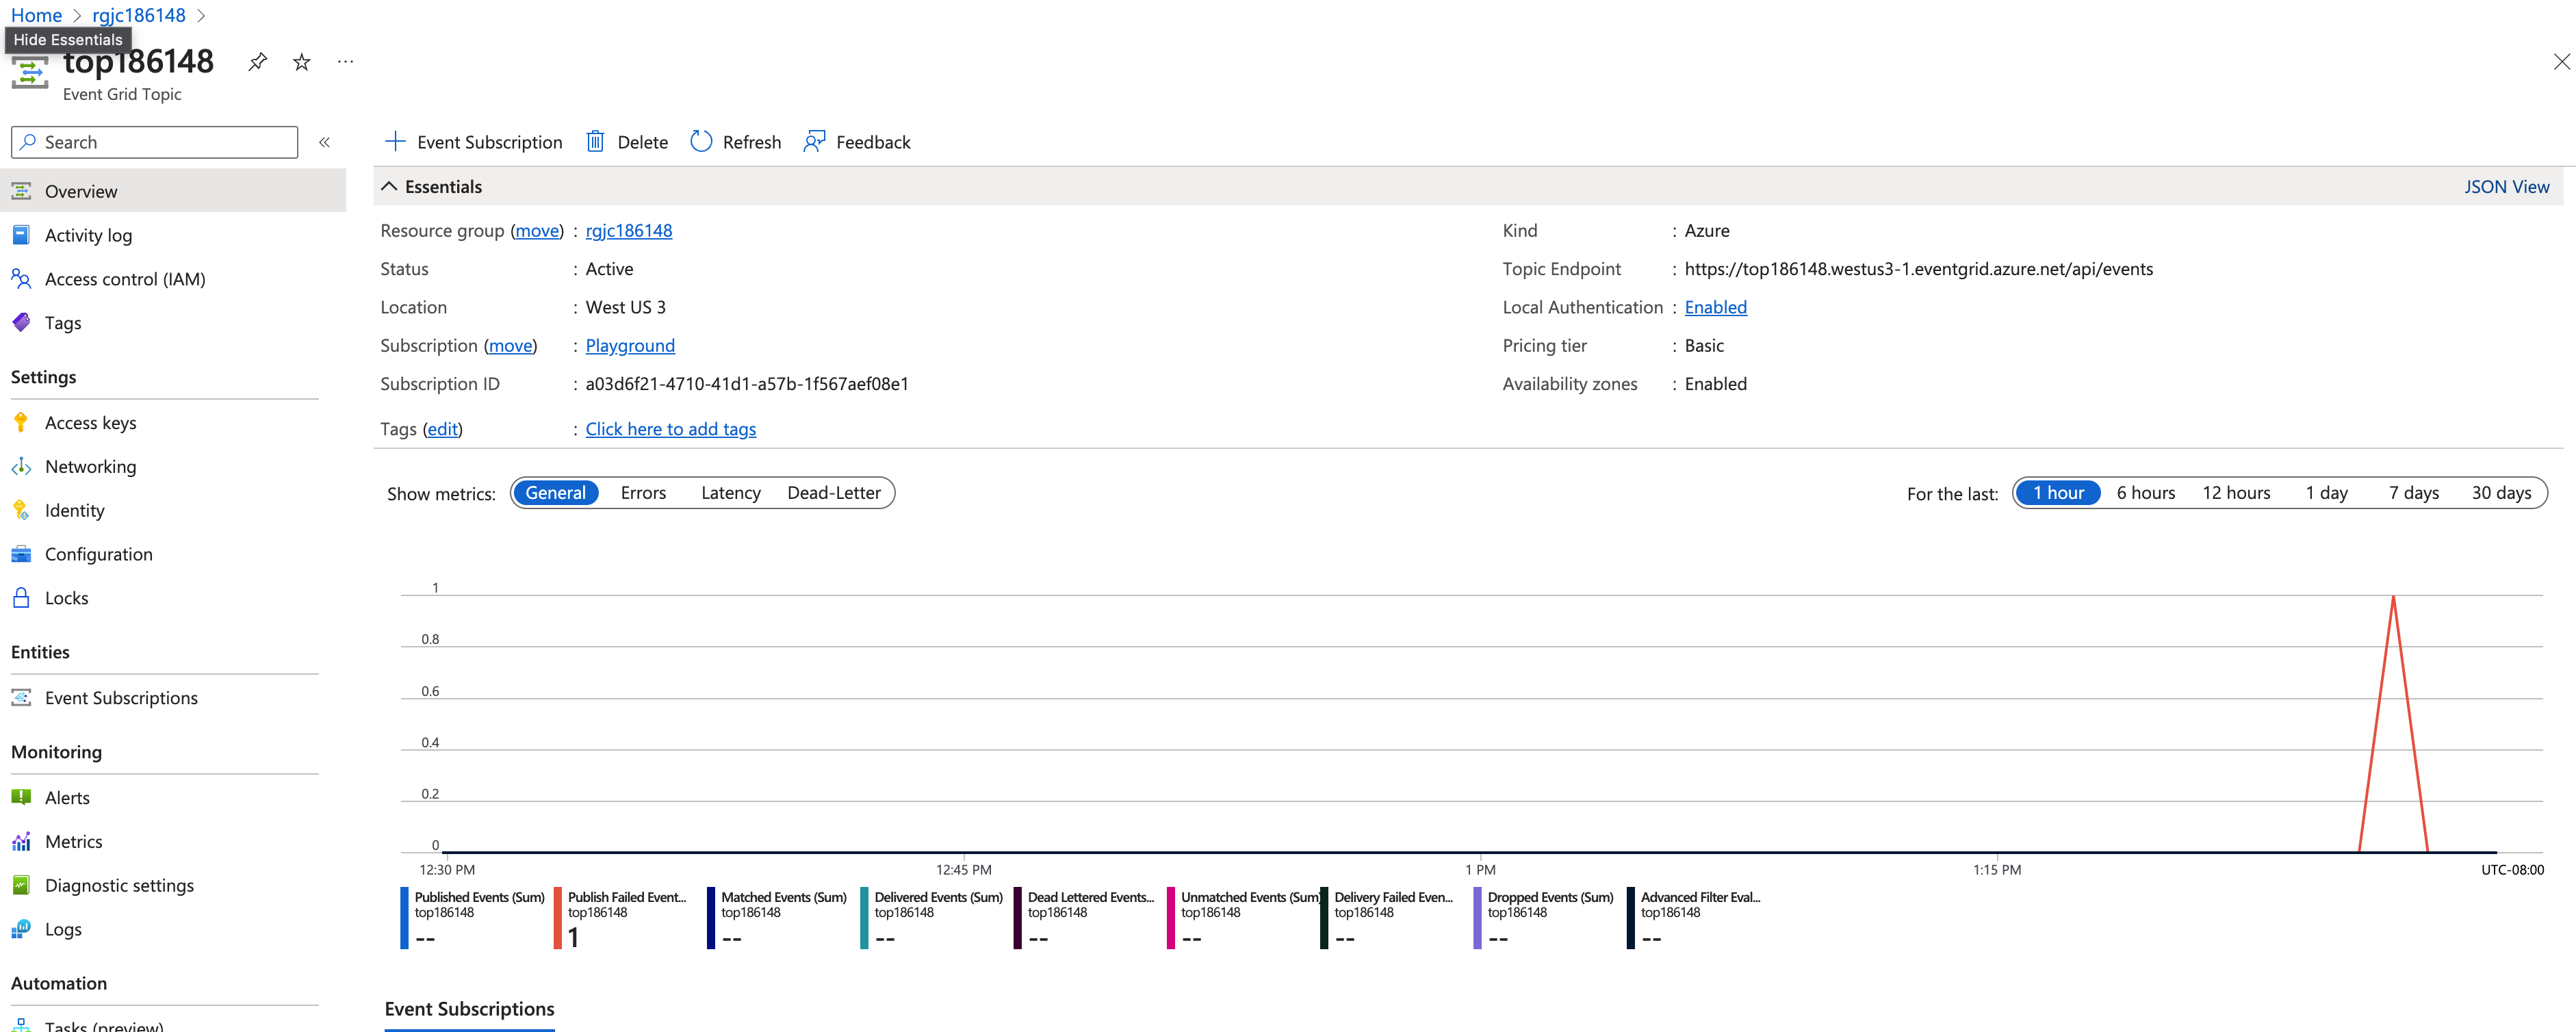 Home > rgjc186148 >
Hide Essentials
top186148
Event Grid Topic
Search
Overview
Activity log
Access control (IAM)
Tags
Settings
Access keys
Networking
Identity
Configuration
Locks
Entities
Event Subscriptions
Monitoring
Alerts
Metrics
Diagnostic settings
Logs
Automation
Tasks (preview)
Event Subscription Delete Refresh Feedback
Essentials JSON View
Resource group (move) : rgjc186148
Status : Active
Location : West US 3
Subscription (move) : Playground
Subscription ID : a03d6f21-4710-41d1-a57b-1f567aef08e1
Tags (edit) : Click here to add tags
Kind : Azure
Topic Endpoint : https://top186148.westus3-1.eventgrid.azure.net/api/events
Local Authentication : Enabled
Pricing tier : Basic
Availability zones : Enabled
Show metrics: General Errors Latency Dead-Letter
For the last: 1 hour 6 hours 12 hours 1 day 7 days 30 days
1
0.8
0.6
0.4
0.2
0
12:30 PM 12:45 PM 1 PM 1:15 PM UTC-08:00
Published Events (Sum)
top186148
--
Publish Failed Event...
top186148
1
Matched Events (Sum)
top186148
--
Delivered Events (Sum)
top186148
--
Dead Lettered Events...
top186148
--
Unmatched Events (Sum)
top186148
--
Delivery Failed Even...
top186148
--
Dropped Events (Sum)
top186148
--
Advanced Filter Eval...
top186148
--
Event Subscriptions